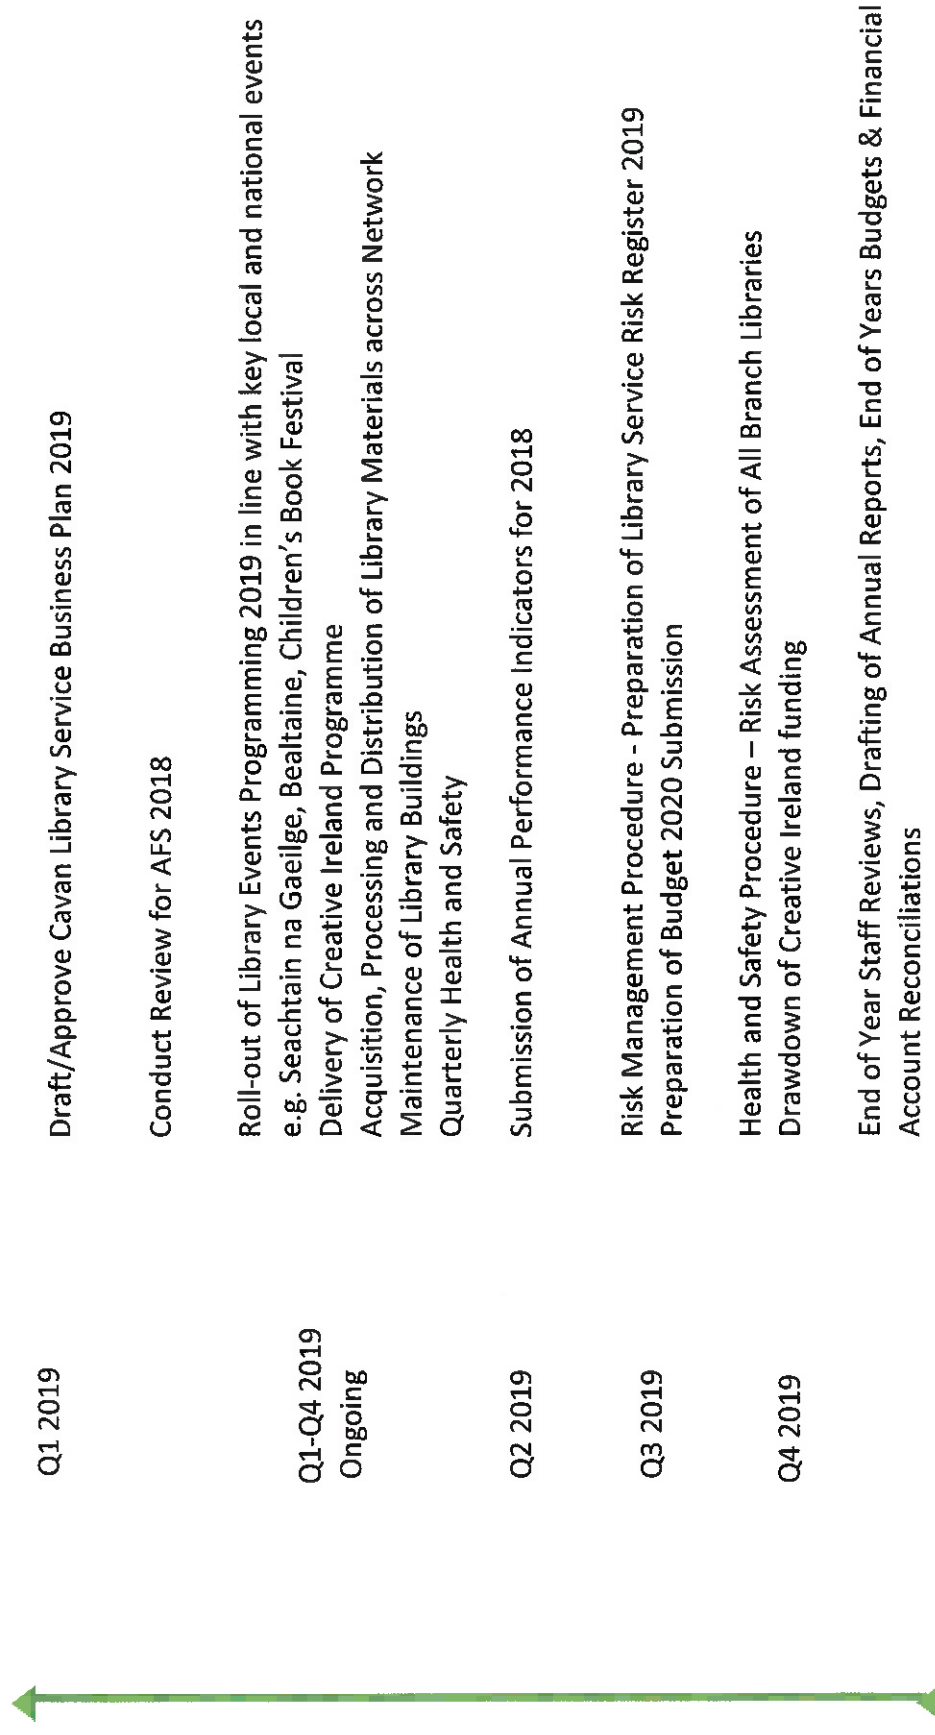 Q1 2019
Draft/Approve Cavan Library Service Business Plan 2019
Conduct Review for AFS 2018
Q1-Q4 2019
Ongoing
Roll-out of Library Events Programming 2019 in line with key local and national events
e.g. Seachtain na Gaeilge, Bealtaine, Children's Book Festival
Delivery of Creative Ireland Programme
Acquisition, Processing and Distribution of Library Materials across Network
Maintenance of Library Buildings
Quarterly Health and Safety
Q2 2019
Submission of Annual Performance Indicators for 2018
Q3 2019
Risk Management Procedure - Preparation of Library Service Risk Register 2019
Preparation of Budget 2020 Submission
Q4 2019
Health and Safety Procedure – Risk Assessment of All Branch Libraries
Drawdown of Creative Ireland funding
End of Year Staff Reviews, Drafting of Annual Reports, End of Years Budgets & Financial
Account Reconciliations